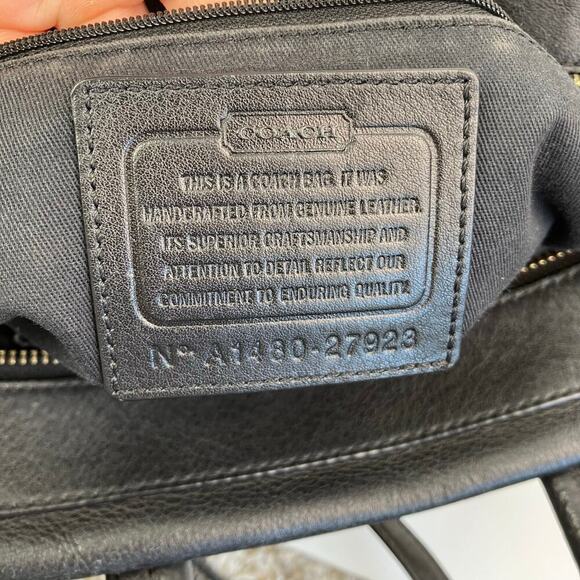 COACH
THIS IS A COACH BAG. IT WAS
HANDCRAFTED FROM GENUINE LEATHER.
ITS SUPERIOR CRAFTSMANSHIP AND
ATTENTION TO DETAIL REFLECT OUR
COMMITMENT TO ENDURING QUALITY.
Nº A1480-27923